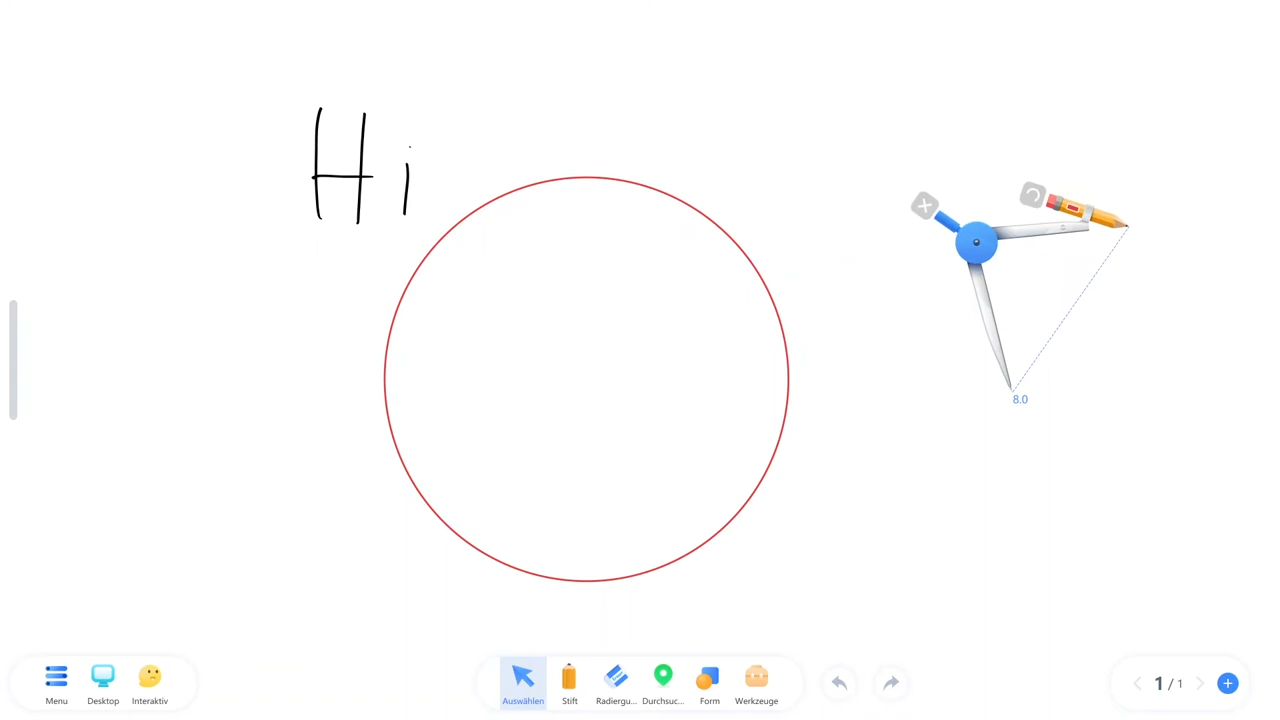 Hi
8.0
Menu
Desktop
Interaktiv
Auswählen
Stift
Radiergu...
Durchsuc...
Form
Werkzeuge
1 / 1